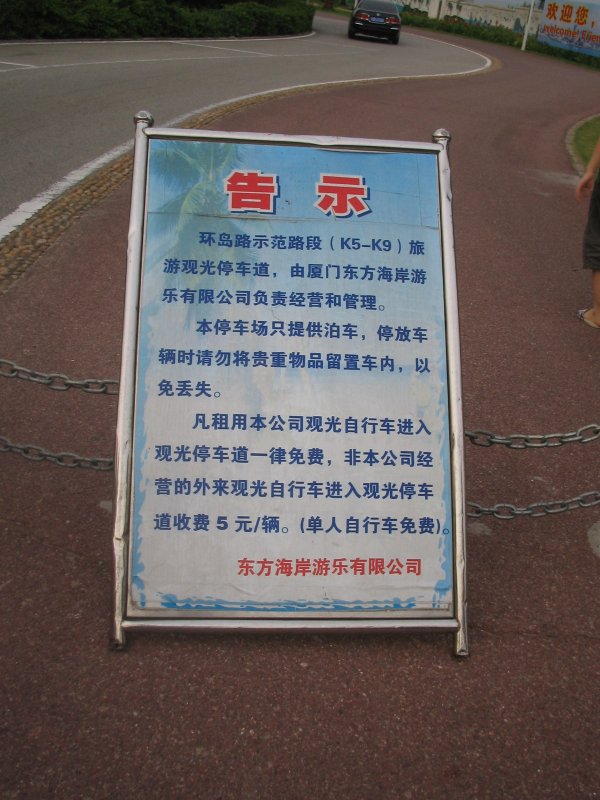 欢迎您,
welcome
告 示
环岛路示范路段（K5-K9）旅
游观光停车道，由厦门东方海岸游
乐有限公司负责经营和管理。
本停车场只提供泊车，停放车
辆时请勿将贵重物品留置车内，以
免丢失。
凡租用本公司观光自行车进入
观光停车道一律免费，非本公司经
营的外来观光自行车进入观光停车
道收费 5 元/辆。(单人自行车免费)。
东方海岸游乐有限公司